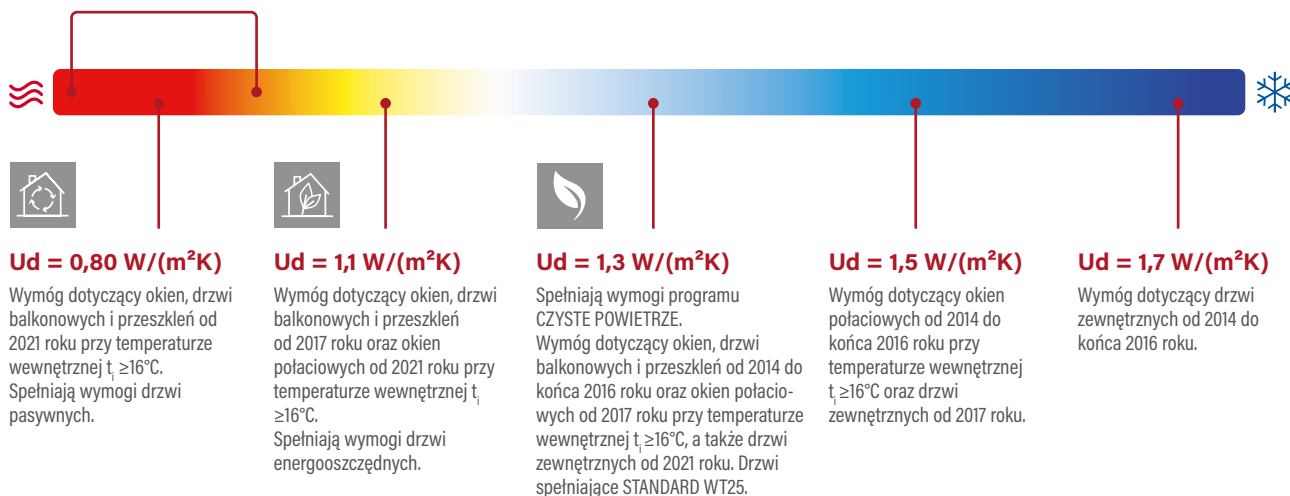 Ud = 0,80 W/(m²K)
Wymóg dotyczący okien, drzwi
balkonowych i przeszkleń od
2021 roku przy temperaturze
wewnętrznej tᵢ ≥16°C.
Spełniają wymogi drzwi
pasywnych.
Ud = 1,1 W/(m²K)
Wymóg dotyczący okien, drzwi
balkonowych i przeszkleń
od 2017 roku oraz okien
połaciowych od 2021 roku przy
temperaturze wewnętrznej tᵢ
≥16°C.
Spełniają wymogi drzwi
energooszczędnych.
Ud = 1,3 W/(m²K)
Spełniają wymogi programu
CZYSTE POWIETRZE.
Wymóg dotyczący okien, drzwi
balkonowych i przeszkleń od 2014 do
końca 2016 roku oraz okien połacio-
wych od 2017 roku przy temperaturze
wewnętrznej tᵢ ≥16°C, a także drzwi
zewnętrznych od 2021 roku. Drzwi
spełniające STANDARD WT25.
Ud = 1,5 W/(m²K)
Wymóg dotyczący okien
połaciowych od 2014 do
końca 2016 roku przy
temperaturze wewnętrznej
tᵢ ≥16°C oraz drzwi
zewnętrznych od 2017 roku.
Ud = 1,7 W/(m²K)
Wymóg dotyczący drzwi
zewnętrznych od 2014 do
końca 2016 roku.